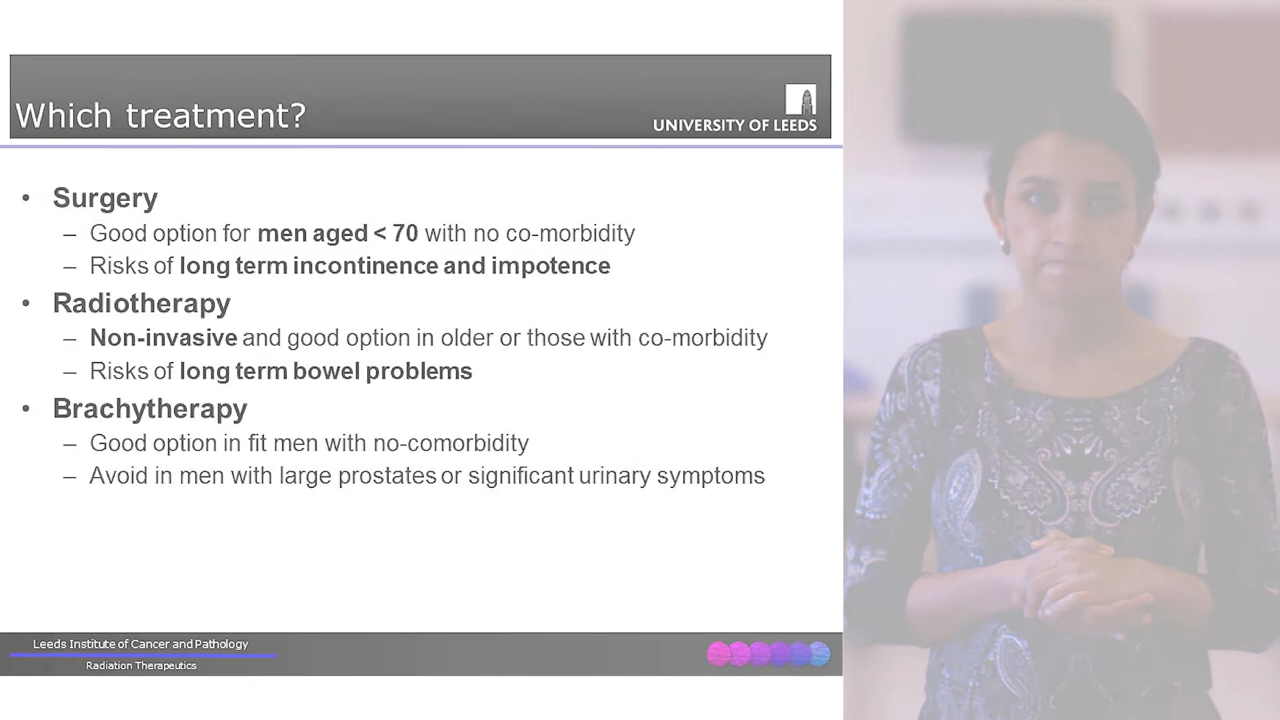 Which treatment?
UNIVERSITY OF LEEDS
• Surgery
– Good option for men aged < 70 with no co-morbidity
– Risks of long term incontinence and impotence
• Radiotherapy
– Non-invasive and good option in older or those with co-morbidity
– Risks of long term bowel problems
• Brachytherapy
– Good option in fit men with no-comorbidity
– Avoid in men with large prostates or significant urinary symptoms
Leeds Institute of Cancer and Pathology
Radiation Therapeutics